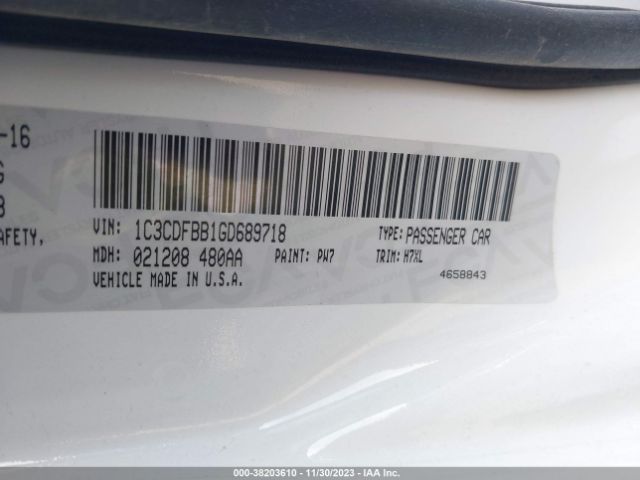 -16
G
8
AFETY,
VIN: 1C3CDFBB1GD689718 TYPE: PASSENGER CAR
MDH: 021208 480AA PAINT: PW7 TRIM: H7XL
VEHICLE MADE IN U.S.A. 4658843
000-38203610 - 11/30/2023 - IAA Inc.